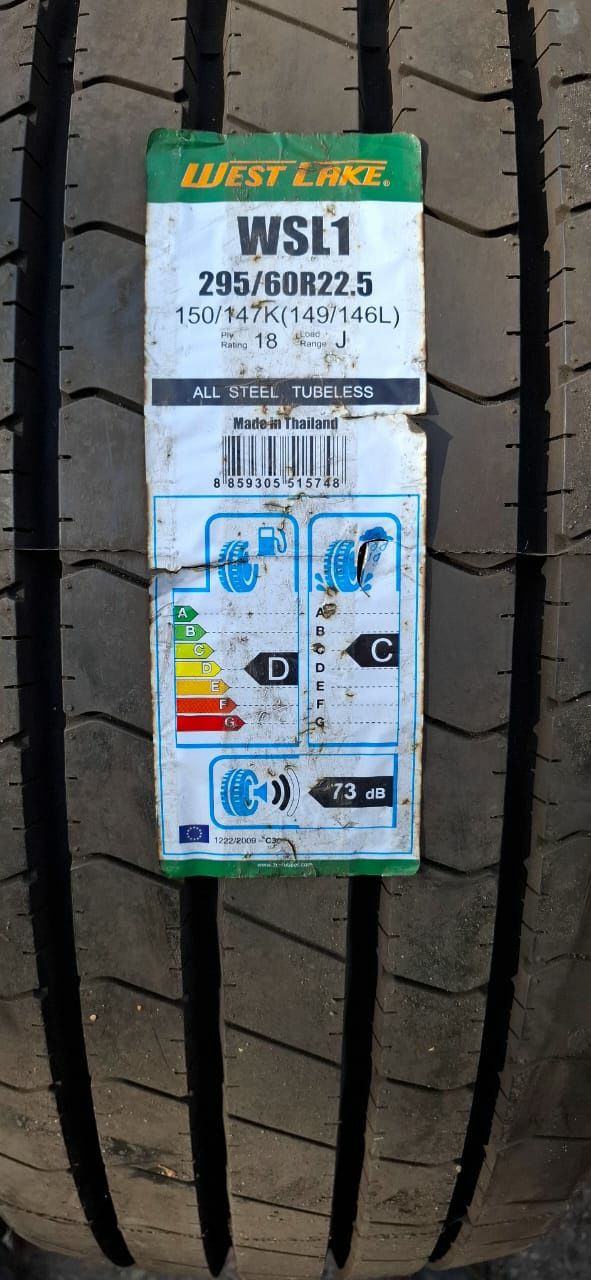 WEST LAKE®
WSL1
295/60R22.5
150/147K(149/146L)
Ply Rating 18 Load Range J
ALL STEEL TUBELESS
Made in Thailand
8 859305 515748
A
B
C
D
E
F
G
D
A
B
C
D
E
F
G
C
73 dB
1222/2009 - C3